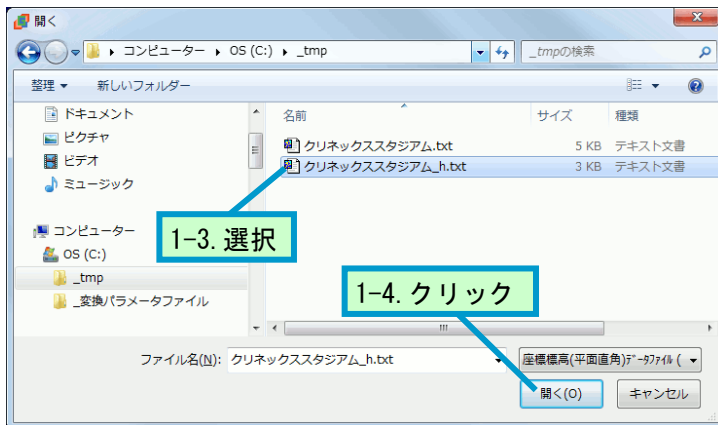 開く
コンピューター ▸ OS (C:) ▸ _tmp
_tmpの検索
整理 新しいフォルダー
ドキュメント
ピクチャ
ビデオ
ミュージック
コンピューター
OS (C:)
_tmp
_変換パラメータファイル
名前 サイズ 種類
クリネックススタジアム.txt 5 KB テキスト文書
クリネックススタジアム_h.txt 3 KB テキスト文書
1-3. 選択
1-4. クリック
ファイル名(N): クリネックススタジアム_h.txt
座標標高(平面直角)ﾃﾞｰﾀﾌｧｲﾙ (
開く(O) キャンセル